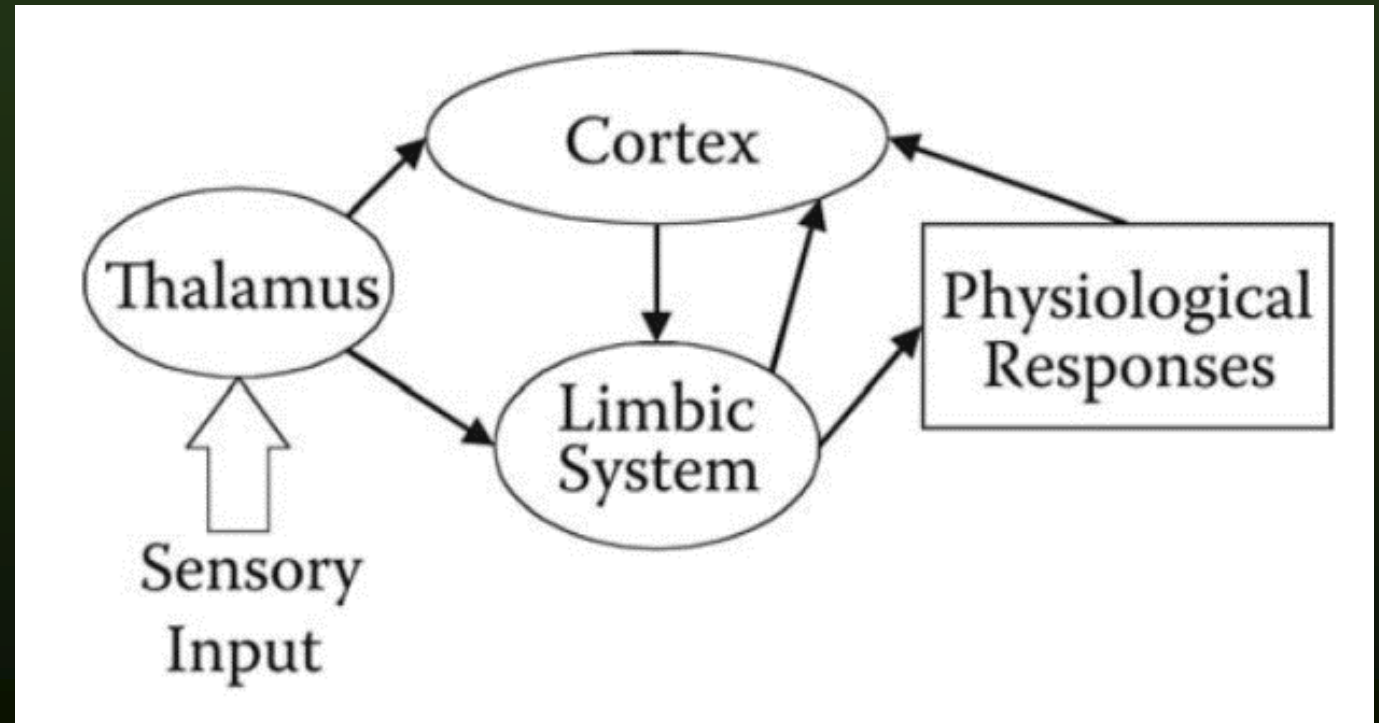 Cortex
Thalamus
Physiological
Responses
Limbic
System
Sensory
Input